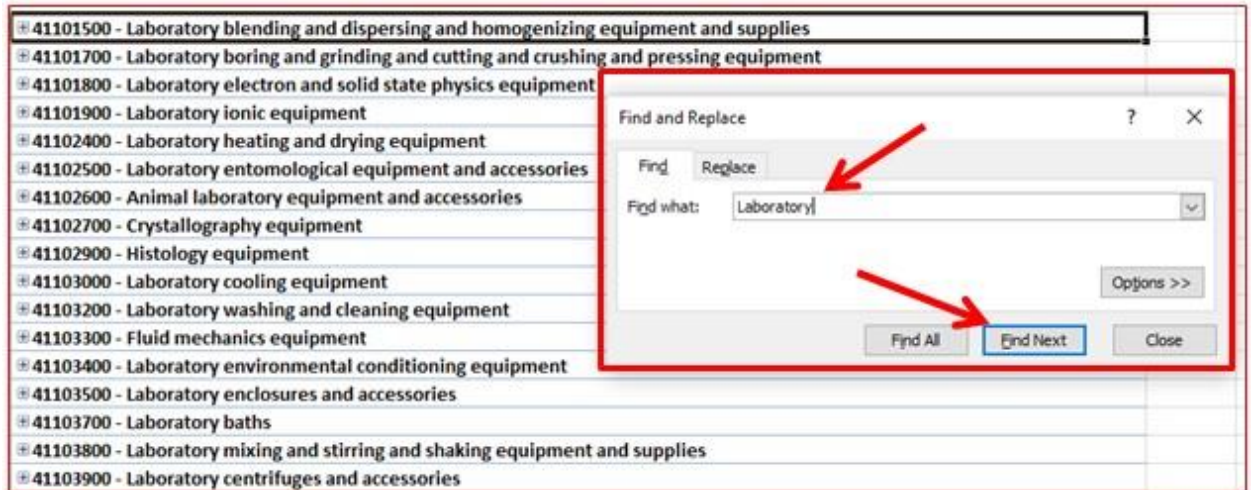 41101500 - Laboratory blending and dispersing and homogenizing equipment and supplies
41101700 - Laboratory boring and grinding and cutting and crushing and pressing equipment
41101800 - Laboratory electron and solid state physics equipment
41101900 - Laboratory ionic equipment
41102400 - Laboratory heating and drying equipment
41102500 - Laboratory entomological equipment and accessories
41102600 - Animal laboratory equipment and accessories
41102700 - Crystallography equipment
41102900 - Histology equipment
41103000 - Laboratory cooling equipment
41103200 - Laboratory washing and cleaning equipment
41103300 - Fluid mechanics equipment
41103400 - Laboratory environmental conditioning equipment
41103500 - Laboratory enclosures and accessories
41103700 - Laboratory baths
41103800 - Laboratory mixing and stirring and shaking equipment and supplies
41103900 - Laboratory centrifuges and accessories
Find and Replace ? X
Find Replace
Find what: Laboratory
Options >>
Find All Find Next Close